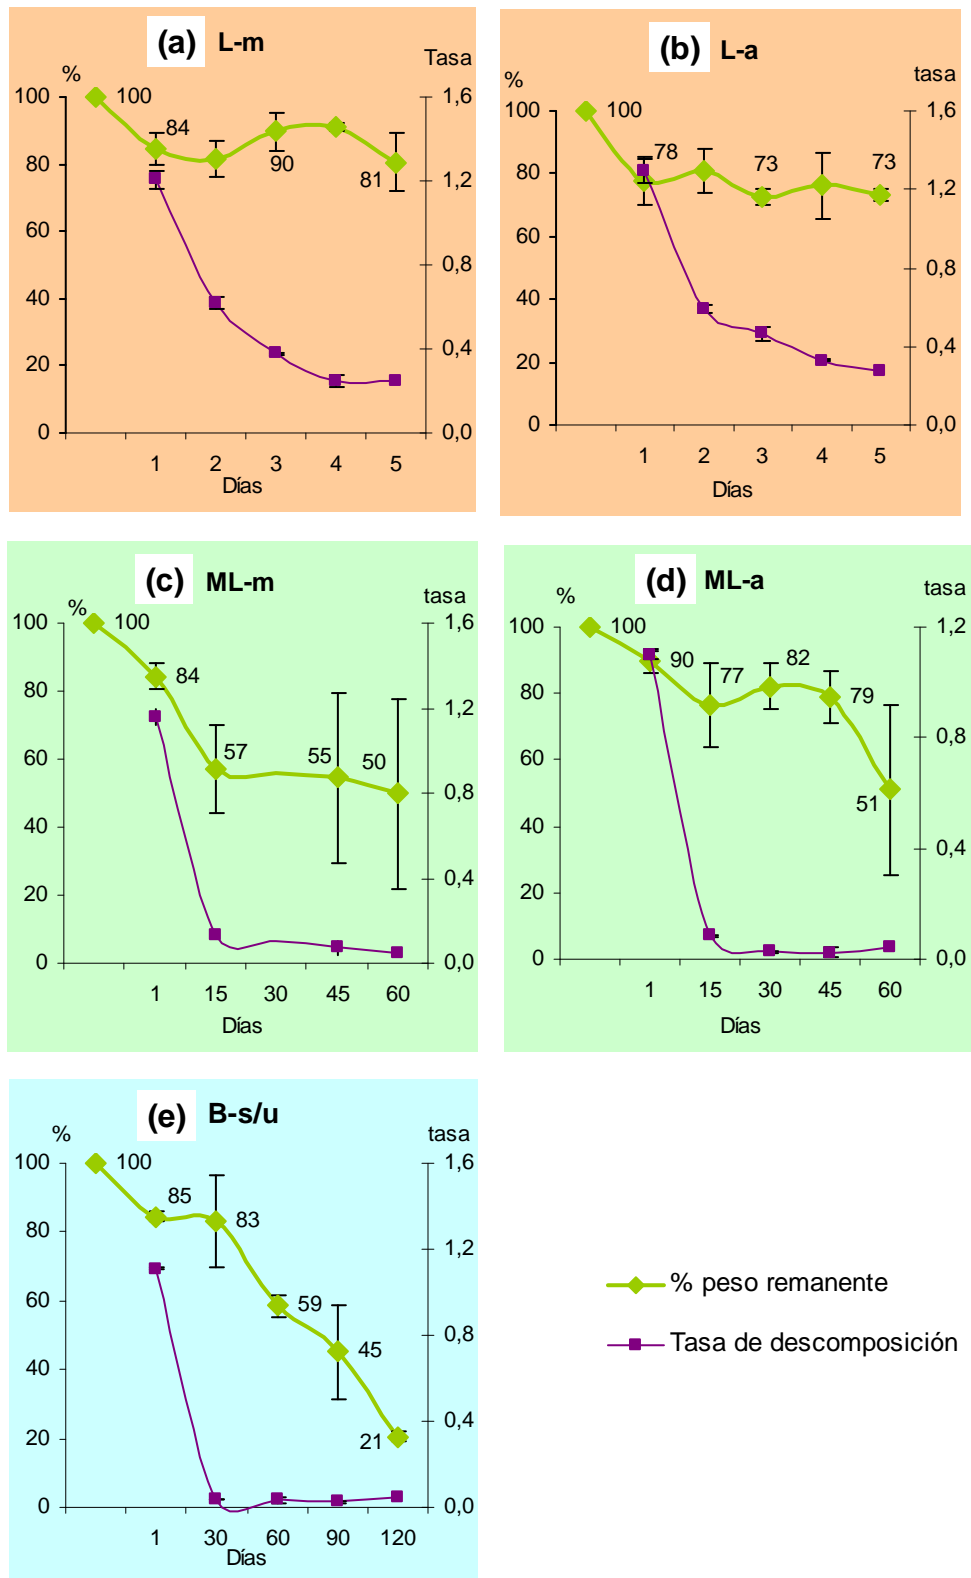 (a) L-m
% Tasa
100 100 1,6
84
80 90 81 1,2
60
0,8
40
0,4
20
0 0,0
1 2 3 4 5
Días
(b) L-a
% tasa
100 100 1,6
78 73 73
80 1,2
60
0,8
40
0,4
20
0 0,0
1 2 3 4 5
Días
(c) ML-m
% tasa
100 100 1,6
84
80
1,2
60 57 55 50
0,8
40
0,4
20
0 0,0
1 15 30 45 60
Días
(d) ML-a
% tasa
100 100 1,2
90 77 82 79
80
0,8
60
51
40
0,4
20
0 0,0
1 15 30 45 60
Días
(e) B-s/u
% tasa
100 100 1,6
85 83
80
1,2
60 59
45 0,8
40
0,4
20 21
0 0,0
1 30 60 90 120
Días
% peso remanente
Tasa de descomposición